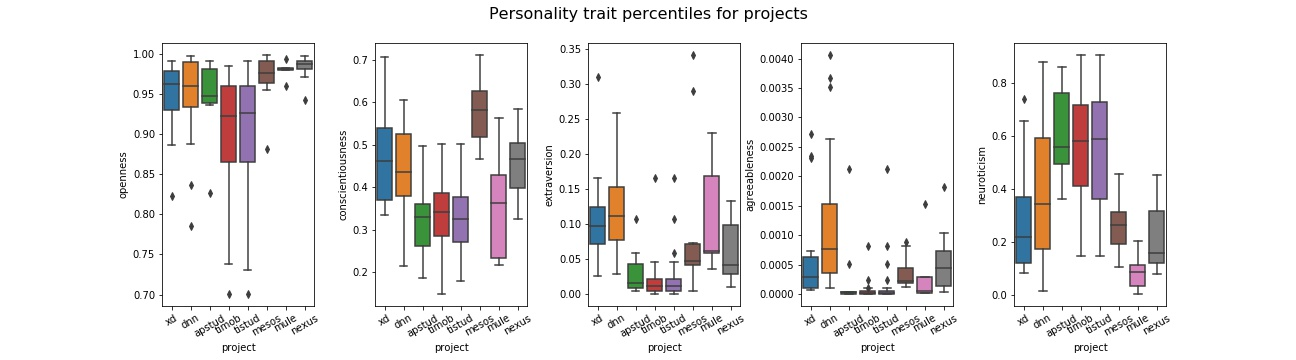 Personality trait percentiles for projects
openness
1.00
0.95
0.90
0.85
0.80
0.75
0.70
xd dnn apstud timob tistud mesos mule nexus
project
conscientiousness
0.7
0.6
0.5
0.4
0.3
0.2
xd dnn apstud timob tistud mesos mule nexus
project
extraversion
0.35
0.30
0.25
0.20
0.15
0.10
0.05
0.00
xd dnn apstud timob tistud mesos mule nexus
project
agreeableness
0.0040
0.0035
0.0030
0.0025
0.0020
0.0015
0.0010
0.0005
0.0000
xd dnn apstud timob tistud mesos mule nexus
project
neuroticism
0.8
0.6
0.4
0.2
0.0
xd dnn apstud timob tistud mesos mule nexus
project